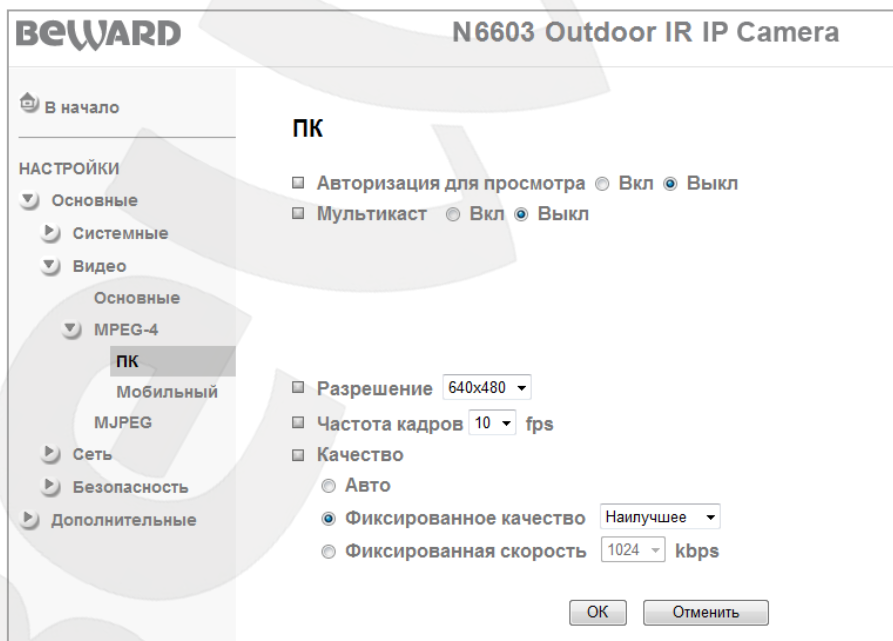 BEWARD
N6603 Outdoor IR IP Camera
В начало
НАСТРОЙКИ
Основные
Системные
Видео
Основные
MPEG-4
ПК
Мобильный
MJPEG
Сеть
Безопасность
Дополнительные
ПК
Авторизация для просмотра Вкл Выкл
Мультикаст Вкл Выкл
Разрешение 640x480
Частота кадров 10 fps
Качество
Авто
Фиксированное качество Наилучшее
Фиксированная скорость 1024 kbps
OK Отменить